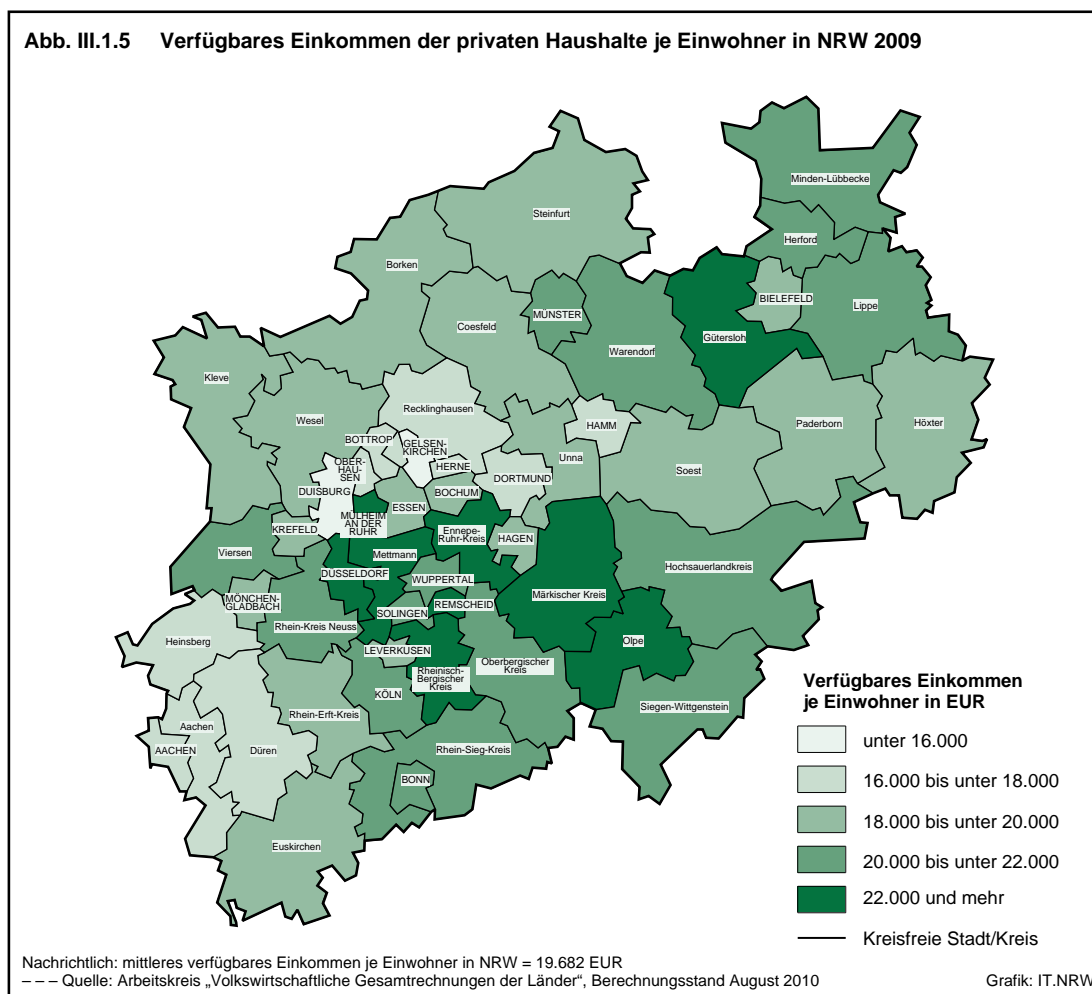 Abb. III.1.5 Verfügbares Einkommen der privaten Haushalte je Einwohner in NRW 2009
Minden-Lübbecke
Steinfurt
Herford
Borken
BIELEFELD
Lippe
MÜNSTER
Coesfeld
Gütersloh
Warendorf
Kleve
Recklinghausen
Wesel
Paderborn
Höxter
HAMM
BOTTROP
GELSEN-
KIRCHEN
Unna
OBER-
HAU-
SEN
HERNE
Soest
DORTMUND
DUISBURG
BOCHUM
ESSEN
MÜLHEIM
AN DER
RUHR
KREFELD
Ennepe-
Ruhr-Kreis
HAGEN
Viersen
Mettmann
Hochsauerlandkreis
DÜSSELDORF
WUPPERTAL
Märkischer Kreis
MÖNCHEN-
GLADBACH
REMSCHEID
SOLINGEN
Rhein-Kreis Neuss
Heinsberg
Olpe
LEVERKUSEN
Oberbergischer
Kreis
Rheinisch-
Bergischer
Kreis
KÖLN
Siegen-Wittgenstein
Rhein-Erft-Kreis
Aachen
AACHEN
Düren
Rhein-Sieg-Kreis
BONN
Euskirchen
Verfügbares Einkommen
je Einwohner in EUR
unter 16.000
16.000 bis unter 18.000
18.000 bis unter 20.000
20.000 bis unter 22.000
22.000 und mehr
Kreisfreie Stadt/Kreis
Nachrichtlich: mittleres verfügbares Einkommen je Einwohner in NRW = 19.682 EUR
– – – Quelle: Arbeitskreis „Volkswirtschaftliche Gesamtrechnungen der Länder“, Berechnungsstand August 2010 Grafik: IT.NRW